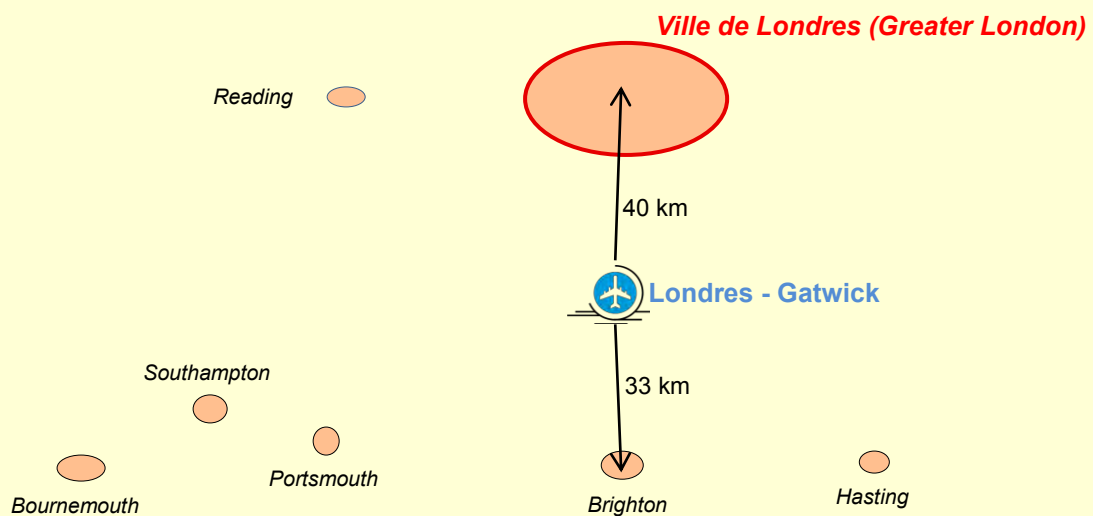 Ville de Londres (Greater London)
Reading
40 km
Londres - Gatwick
Southampton
33 km
Portsmouth
Hasting
Bournemouth
Brighton